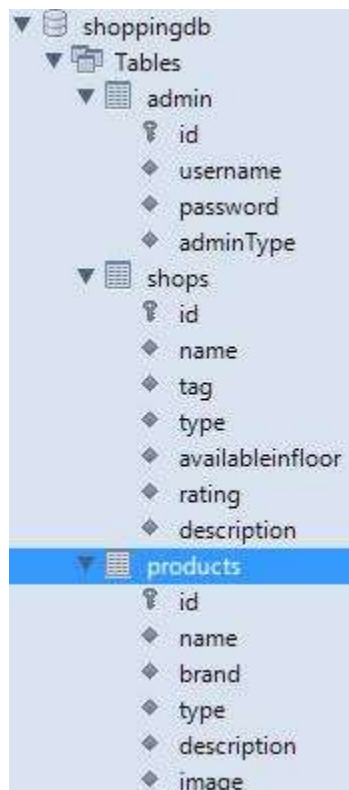 shoppingdb
Tables
admin
id
username
password
adminType
shops
id
name
tag
type
availableinfloor
rating
description
products
id
name
brand
type
description
image